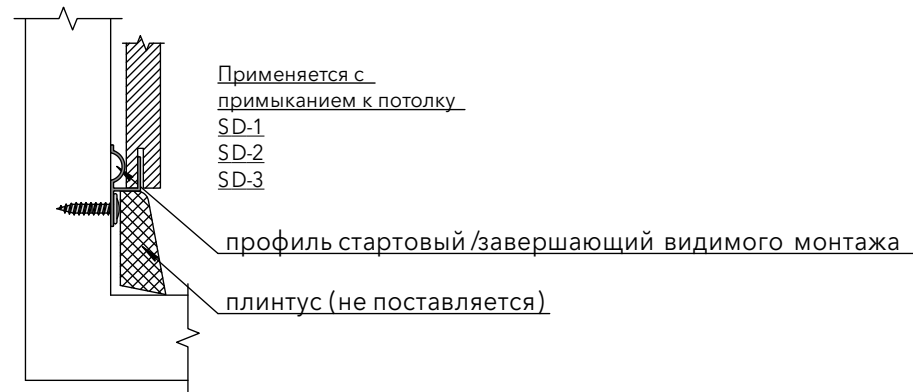 Применяется с
примыканием к потолку
SD-1
SD-2
SD-3
профиль стартовый /завершающий видимого монтажа
плинтус (не поставляется)